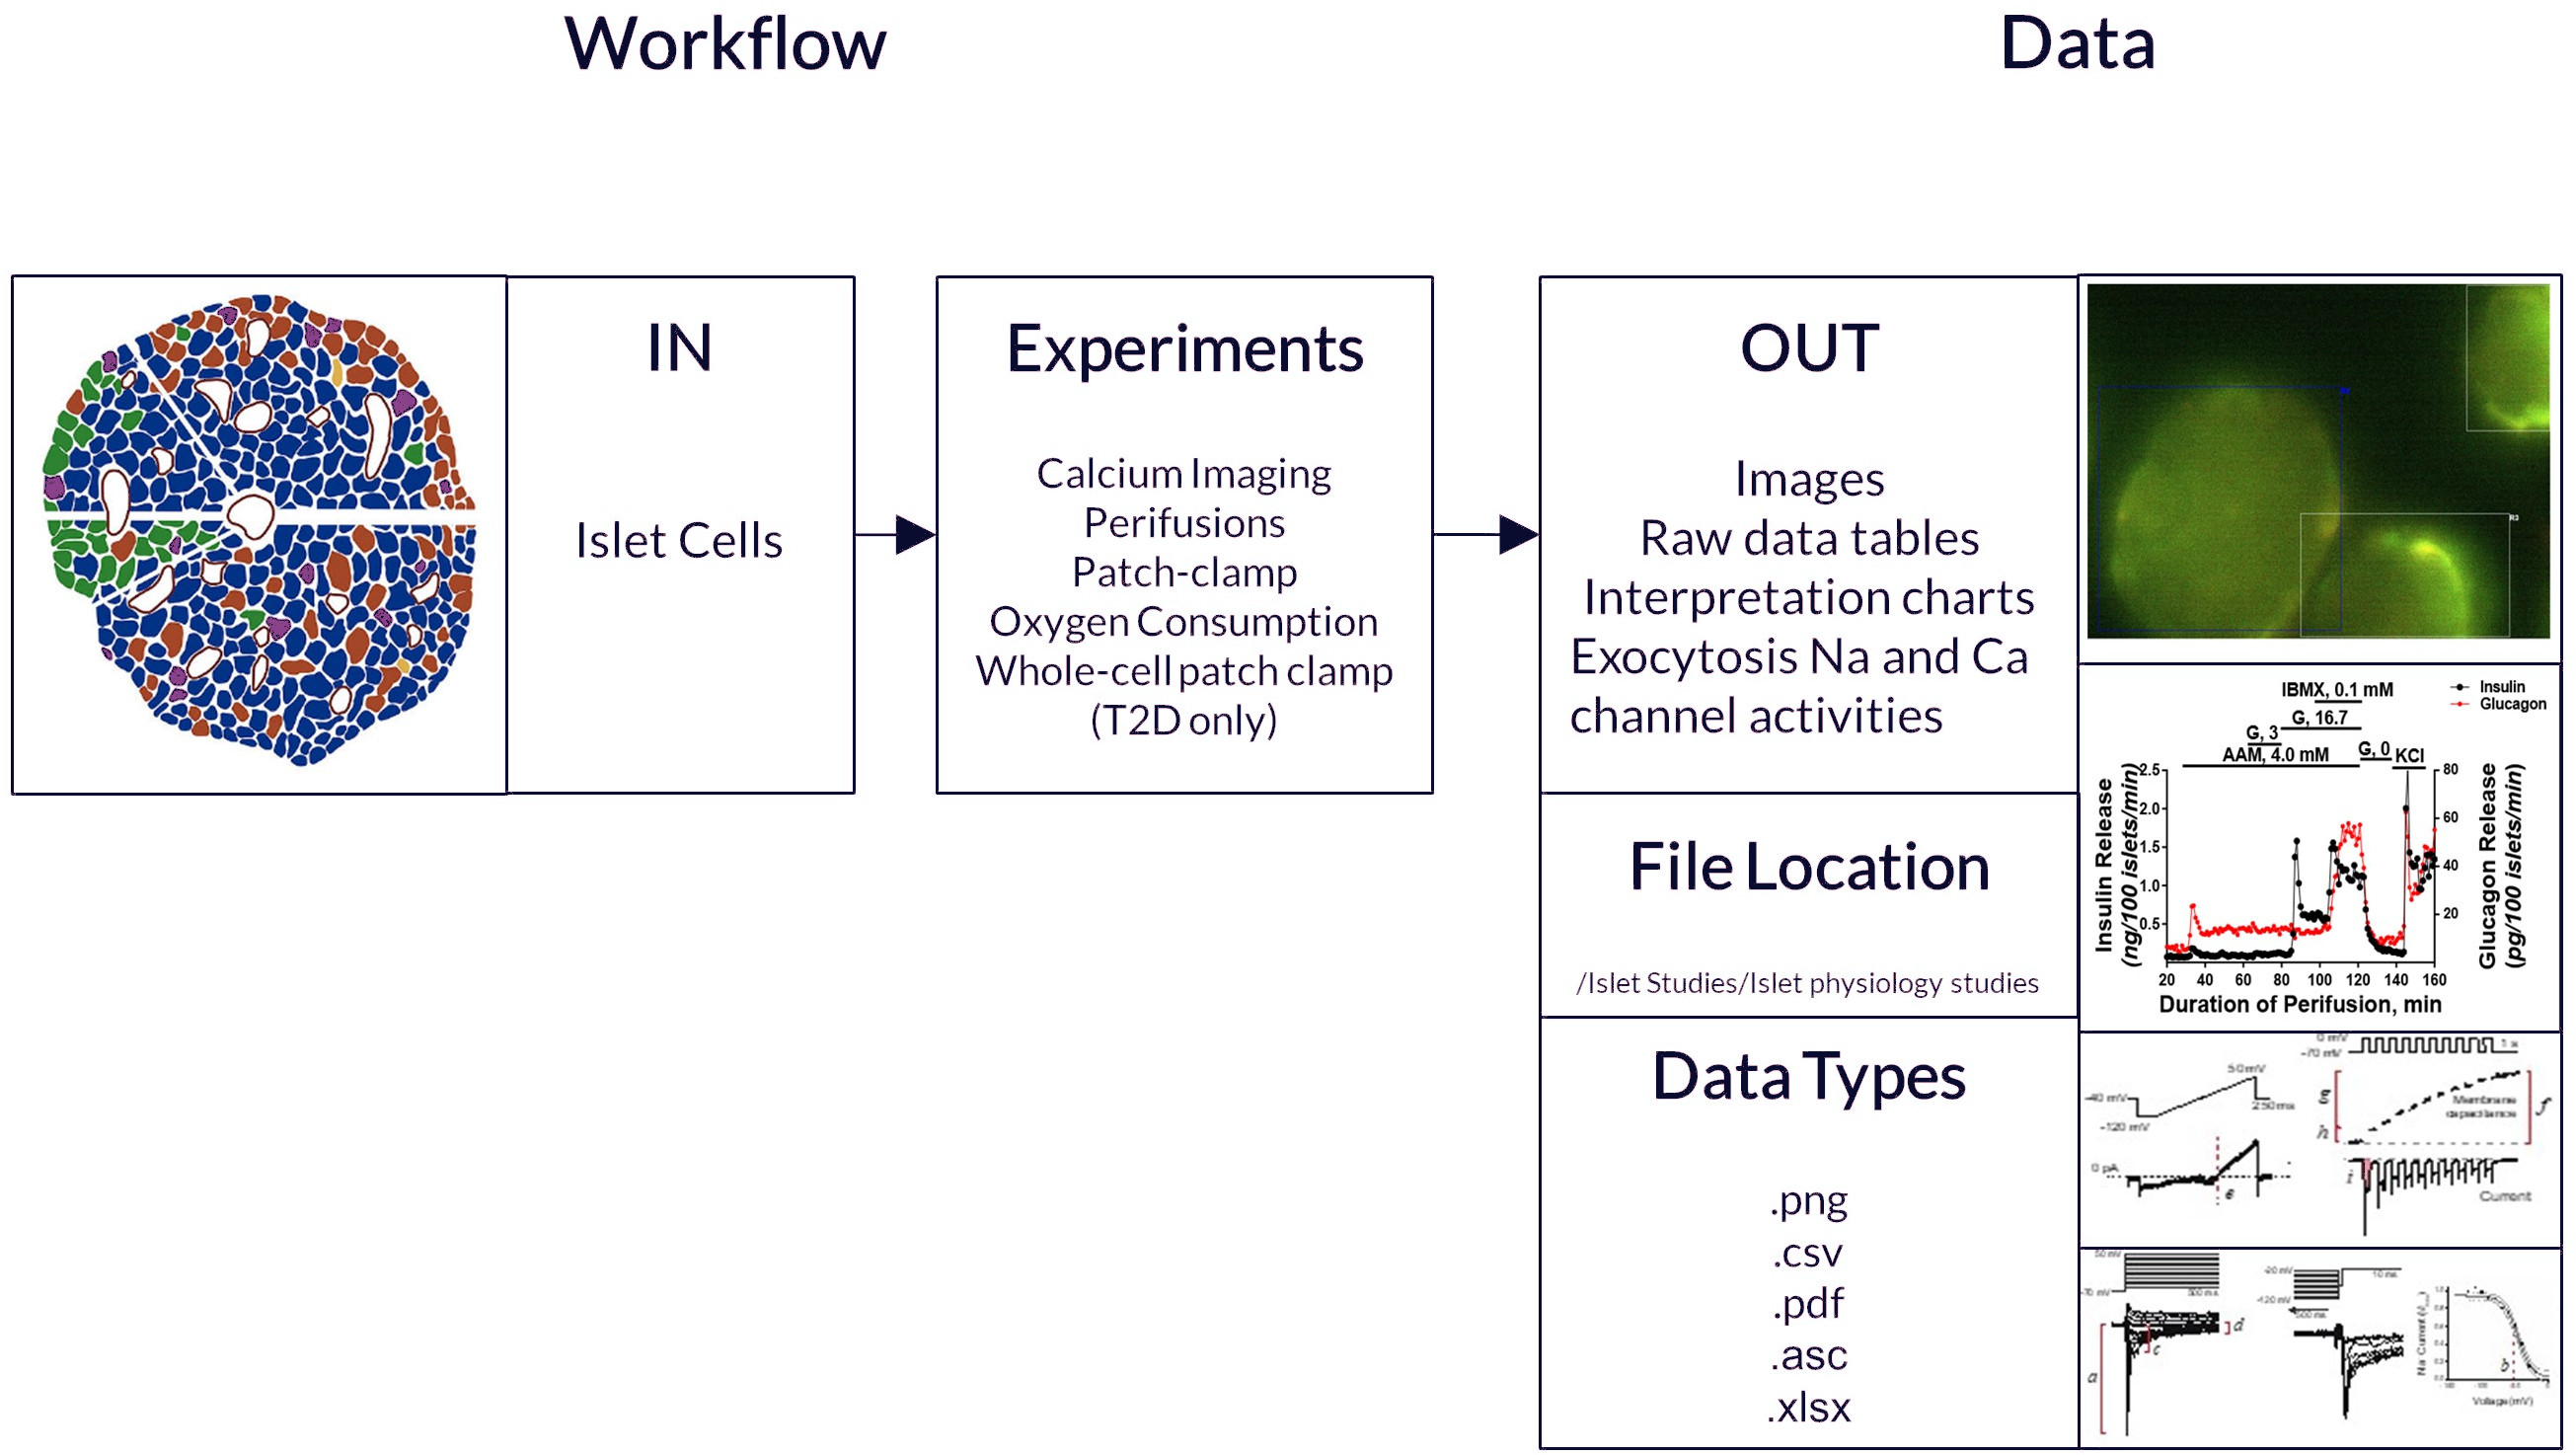 Workflow
Data
IN
Islet Cells
Experiments
Calcium Imaging
Perifusions
Patch-clamp
Oxygen Consumption
Whole-cell patch clamp
(T2D only)
OUT
Images
Raw data tables
Interpretation charts
Exocytosis Na and Ca
channel activities
File Location
/Islet Studies/Islet physiology studies
Data Types
.png
.csv
.pdf
.asc
.xlsx
R3
IBMX, 0.1 mM
Insulin
Glucagon
G, 16.7
G, 3
AAM, 4.0 mM
G, 0
KCl
Insulin Release
(ng/100 islets/min)
2.5
2.0
1.5
1.0
0.5
80
60
40
20
Glucagon Release
(pg/100 islets/min)
20 40 60 80 100 120 140 160
Duration of Perifusion, min
0 mV
-70 mV
1 s
50mV
-40 mV
250ms
-120 mV
0 pA
e
g
h
i
f
Membrane
capacitance
Current
50 mV
-70 mV
500 ms
a
c
d
-20 mV
-120 mV
10 ms
500 ms
Na Current
b
Voltage (mV)